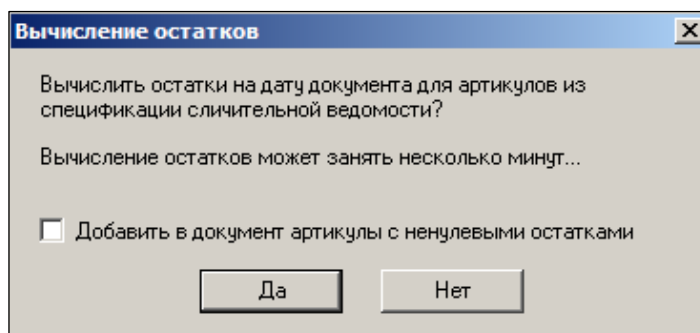 Вычисление остатков
Вычислить остатки на дату документа для артикулов из
спецификации сличительной ведомости?
Вычисление остатков может занять несколько минут...
Добавить в документ артикулы с ненулевыми остатками
Да
Нет